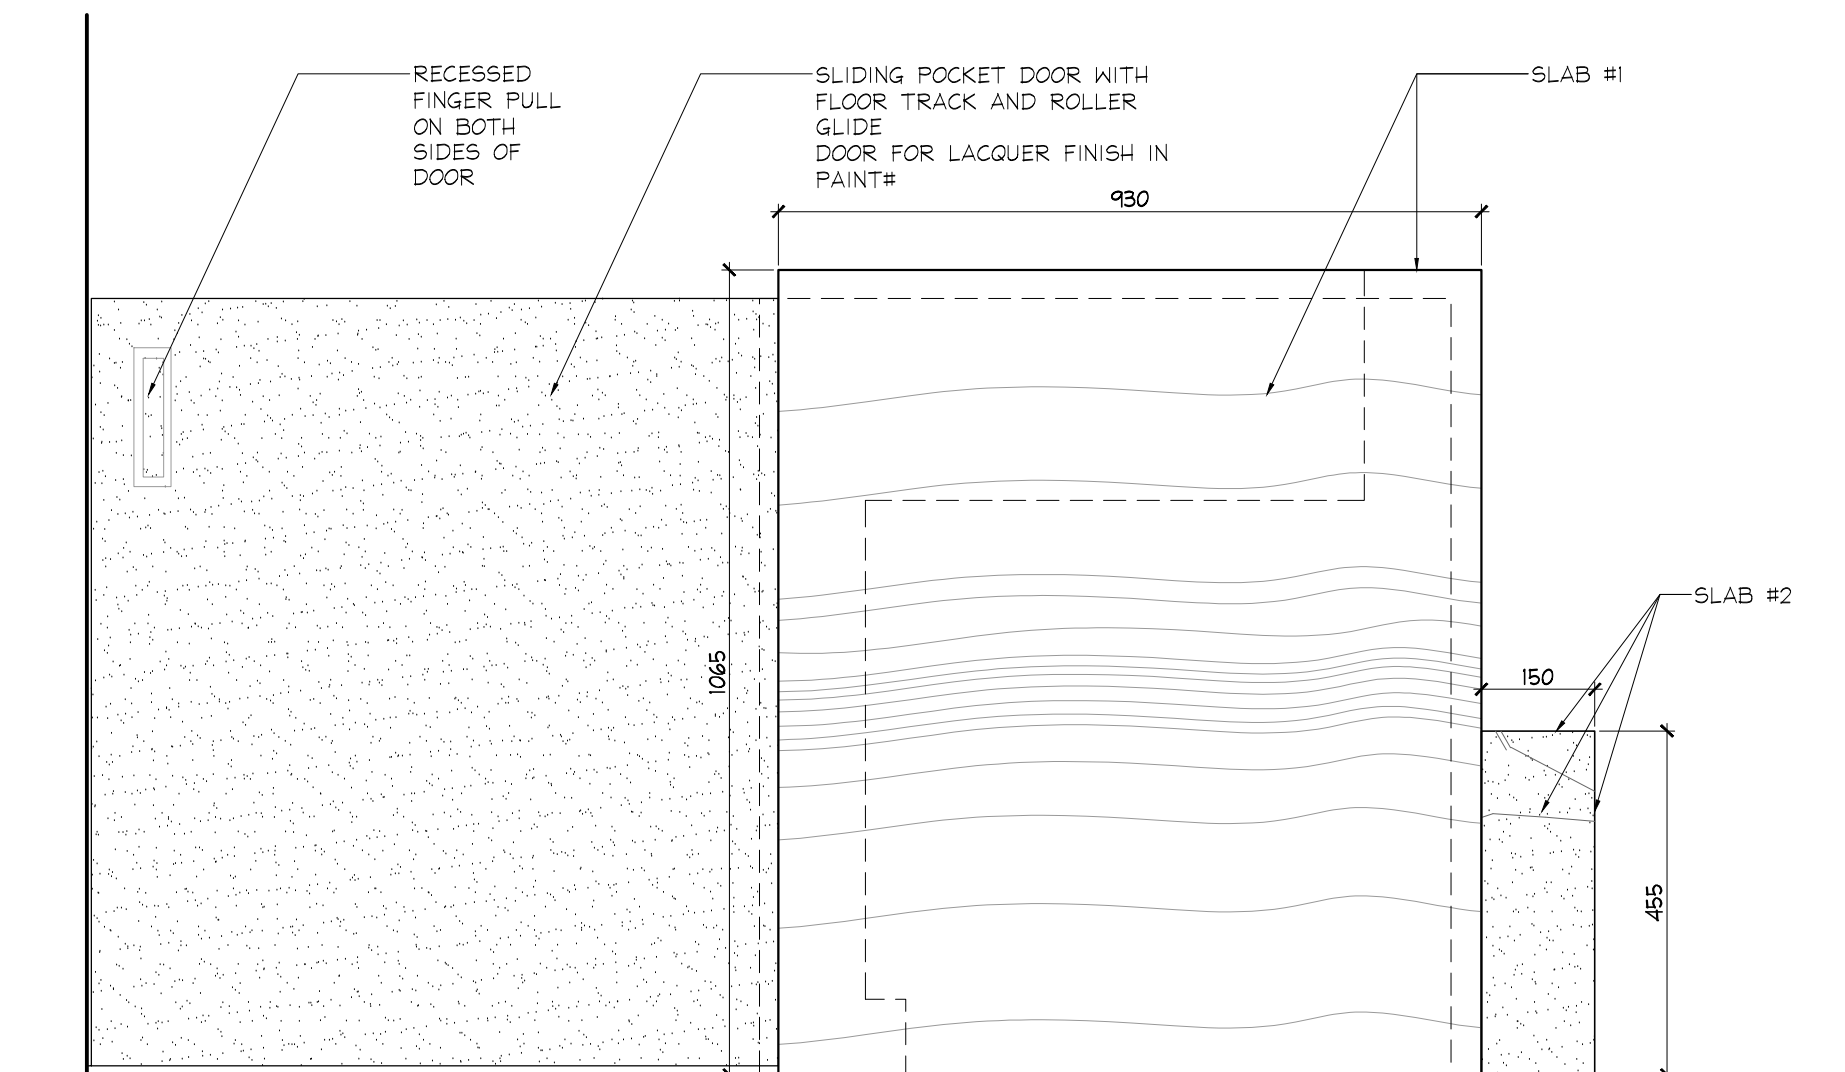 RECESSED
FINGER PULL
ON BOTH
SIDES OF
DOOR
SLIDING POCKET DOOR WITH
FLOOR TRACK AND ROLLER
GLIDE
DOOR FOR LACQUER FINISH IN
PAINT#
SLAB #1
930
1065
SLAB #2
150
455